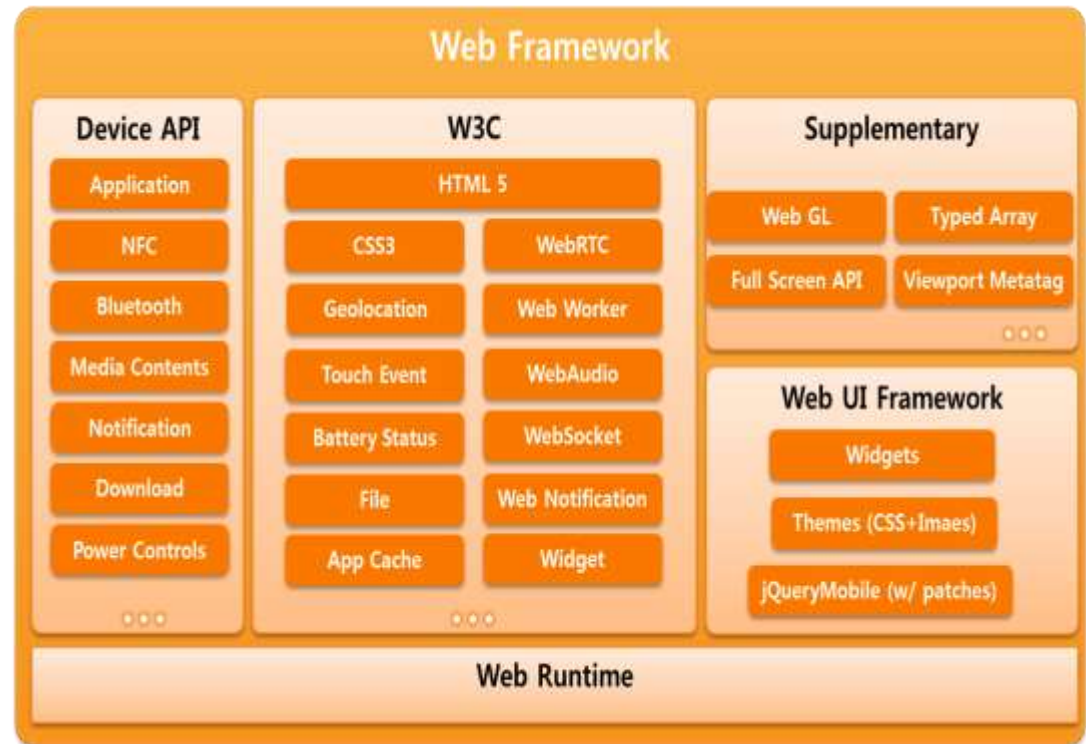 Web Framework
Device API
Application
NFC
Bluetooth
Media Contents
Notification
Download
Power Controls
W3C
HTML 5
CSS3
WebRTC
Geolocation
Web Worker
Touch Event
WebAudio
Battery Status
WebSocket
File
Web Notification
App Cache
Widget
Supplementary
Web GL
Typed Array
Full Screen API
Viewport Metatag
Web UI Framework
Widgets
Themes (CSS+Imaes)
jQueryMobile (w/ patches)
Web Runtime